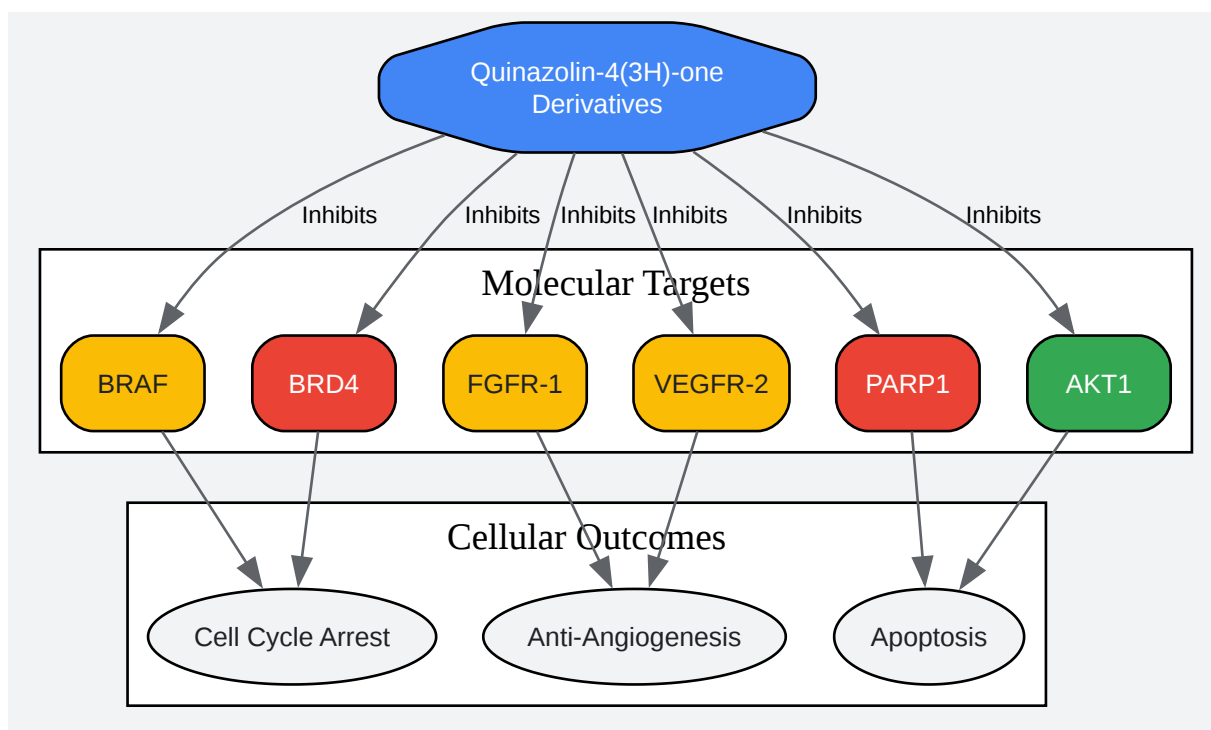 Quinazolin-4(3H)-one
Derivatives
Inhibits
Inhibits
Inhibits
Inhibits
Inhibits
Inhibits
Molecular Targets
BRAF
BRD4
FGFR-1
VEGFR-2
PARP1
AKT1
Cellular Outcomes
Cell Cycle Arrest
Anti-Angiogenesis
Apoptosis